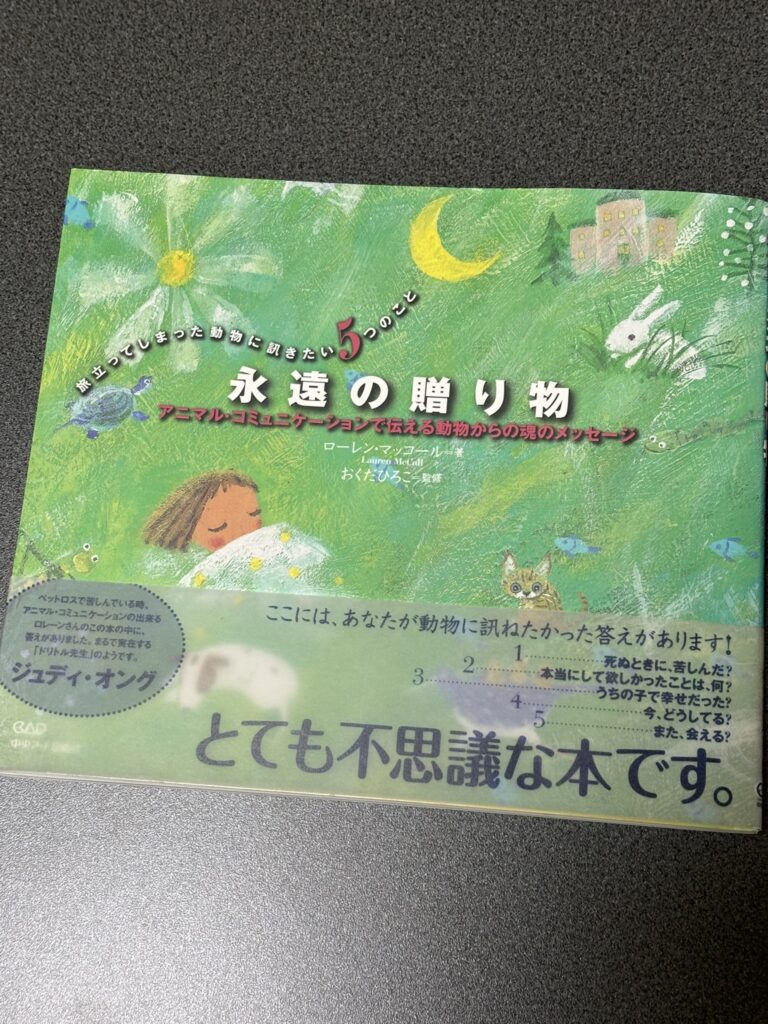 旅立ってしまった動物に訊きたい5つのこと
永遠の贈り物
アニマル・コミュニケーションで伝える動物からの魂のメッセージ
ローレン・マッコール=著
Lauren McCall
おくだひろこ=監修
ペットロスで苦しんでいる時、
アニマル・コミュニケーションの出来る
ロレーンさんのこの本の中に、
答えがありました。まるで実在する
「ドリトル先生」のようです。
ジュディ・オング
ここには、あなたが動物に訊ねたかった答えがあります!
1 死ぬときに、苦しんだ?
2 本当にして欲しかったことは、何?
3 うちの子で幸せだった?
4 今、どうしてる?
5 また、会える?
とても不思議な本です。